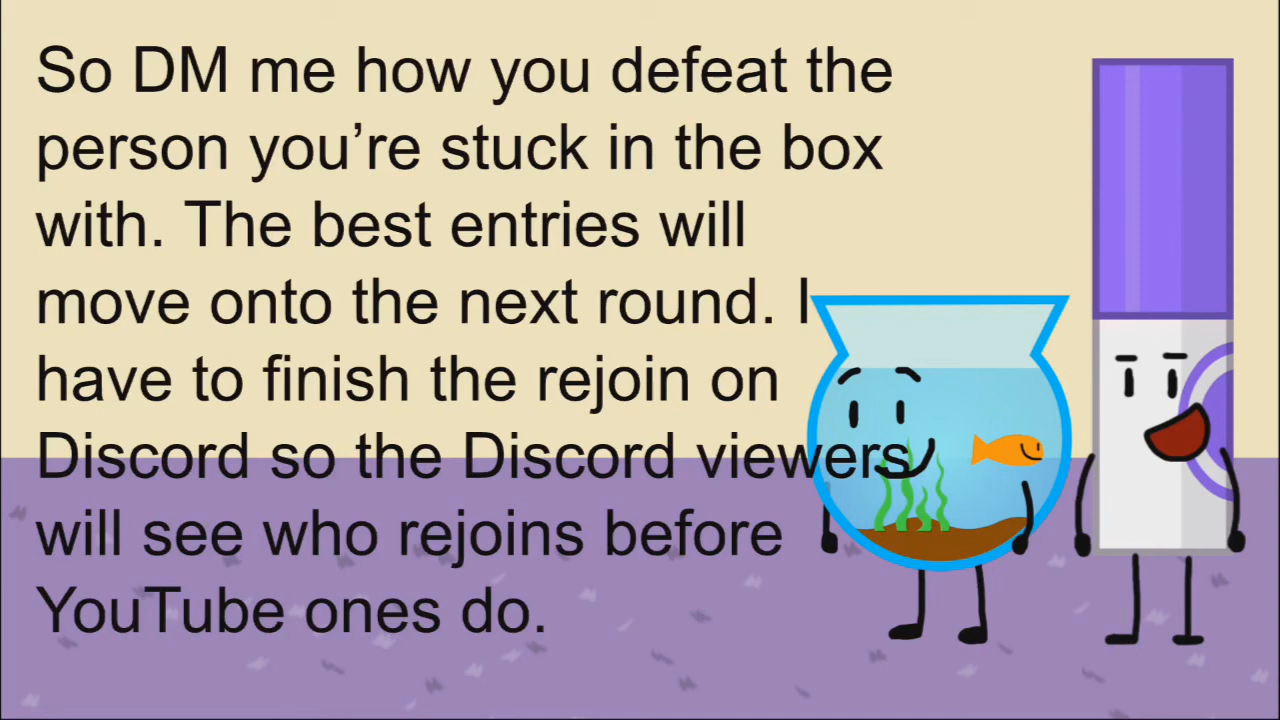 So DM me how you defeat the
person you’re stuck in the box
with. The best entries will
move onto the next round. I
have to finish the rejoin on
Discord so the Discord viewers
will see who rejoins before
YouTube ones do.